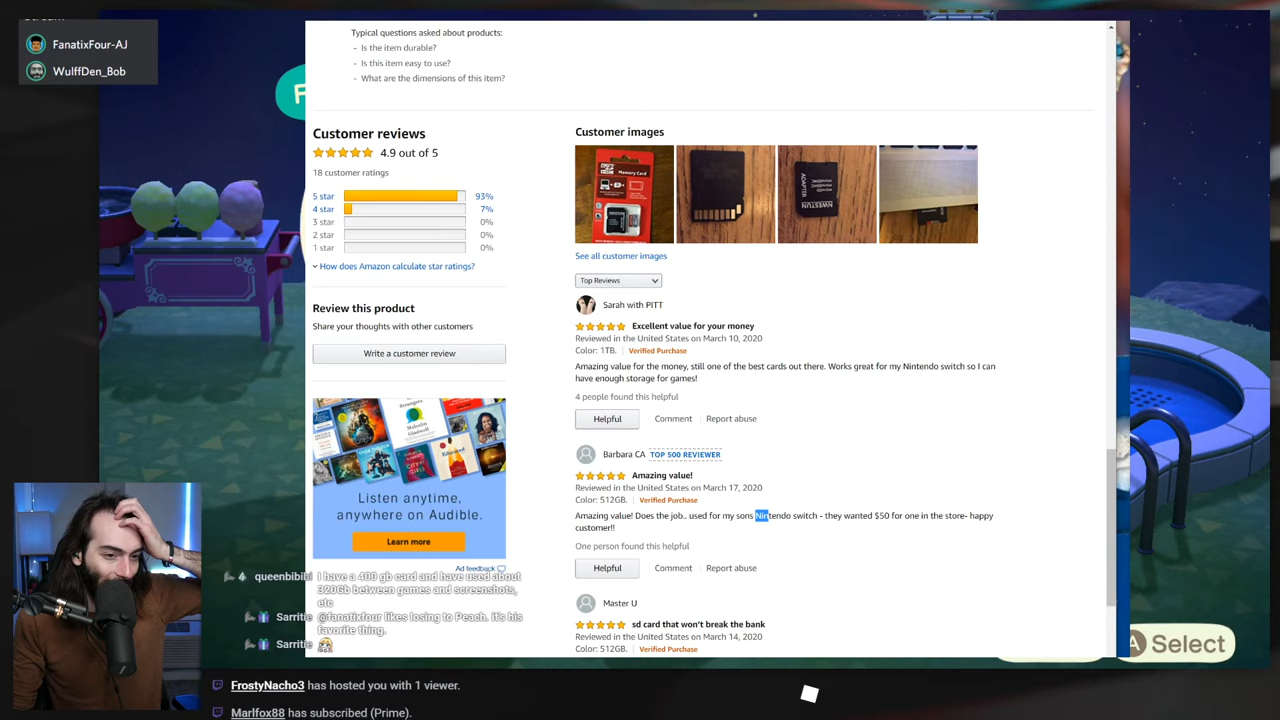 FanatixFour-AJ
WulffDen_Bob
Typical questions asked about products:
- Is the item durable?
- Is this item easy to use?
- What are the dimensions of this item?
Customer reviews
4.9 out of 5
18 customer ratings
5 star 93%
4 star 7%
3 star 0%
2 star 0%
1 star 0%
How does Amazon calculate star ratings?
Review this product
Share your thoughts with other customers
Write a customer review
Listen anytime,
anywhere on Audible.
Learn more
Ad feedback
Customer images
Memory Card
ADAPTER
NWESTUN
See all customer images
Top Reviews
Sarah with PITT
Excellent value for your money
Reviewed in the United States on March 10, 2020
Color: 1TB. | Verified Purchase
Amazing value for the money, still one of the best cards out there. Works great for my Nintendo switch so I can
have enough storage for games!
4 people found this helpful
Helpful Comment Report abuse
Barbara CA TOP 500 REVIEWER
Amazing value!
Reviewed in the United States on March 17, 2020
Color: 512GB. | Verified Purchase
Amazing value! Does the job.. used for my sons Nintendo switch - they wanted $50 for one in the store- happy
customer!!
One person found this helpful
Helpful Comment Report abuse
Master U
sd card that won't break the bank
Reviewed in the United States on March 14, 2020
Color: 512GB. | Verified Purchase
queenbibibi I have a 400 gb card and have used about
320Gb between games and screenshots,
etc
Sarritie @fanatixfour likes losing to Peach. it's his
favorite thing.
Sarritie
A Select
FrostyNacho3 has hosted you with 1 viewer.
Marlfox88 has subscribed (Prime).